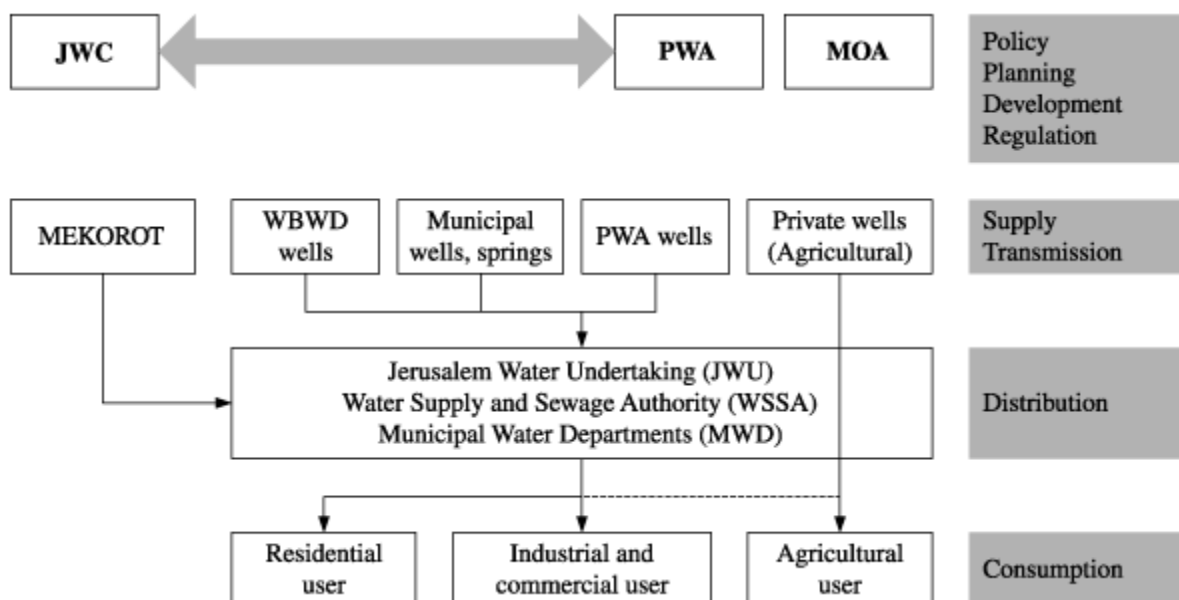 JWC
PWA
MOA
Policy
Planning
Development
Regulation
MEKOROT
WBWD
wells
Municipal
wells, springs
PWA wells
Private wells
(Agricultural)
Supply
Transmission
Jerusalem Water Undertaking (JWU)
Water Supply and Sewage Authority (WSSA)
Municipal Water Departments (MWD)
Distribution
Residential
user
Industrial and
commercial user
Agricultural
user
Consumption